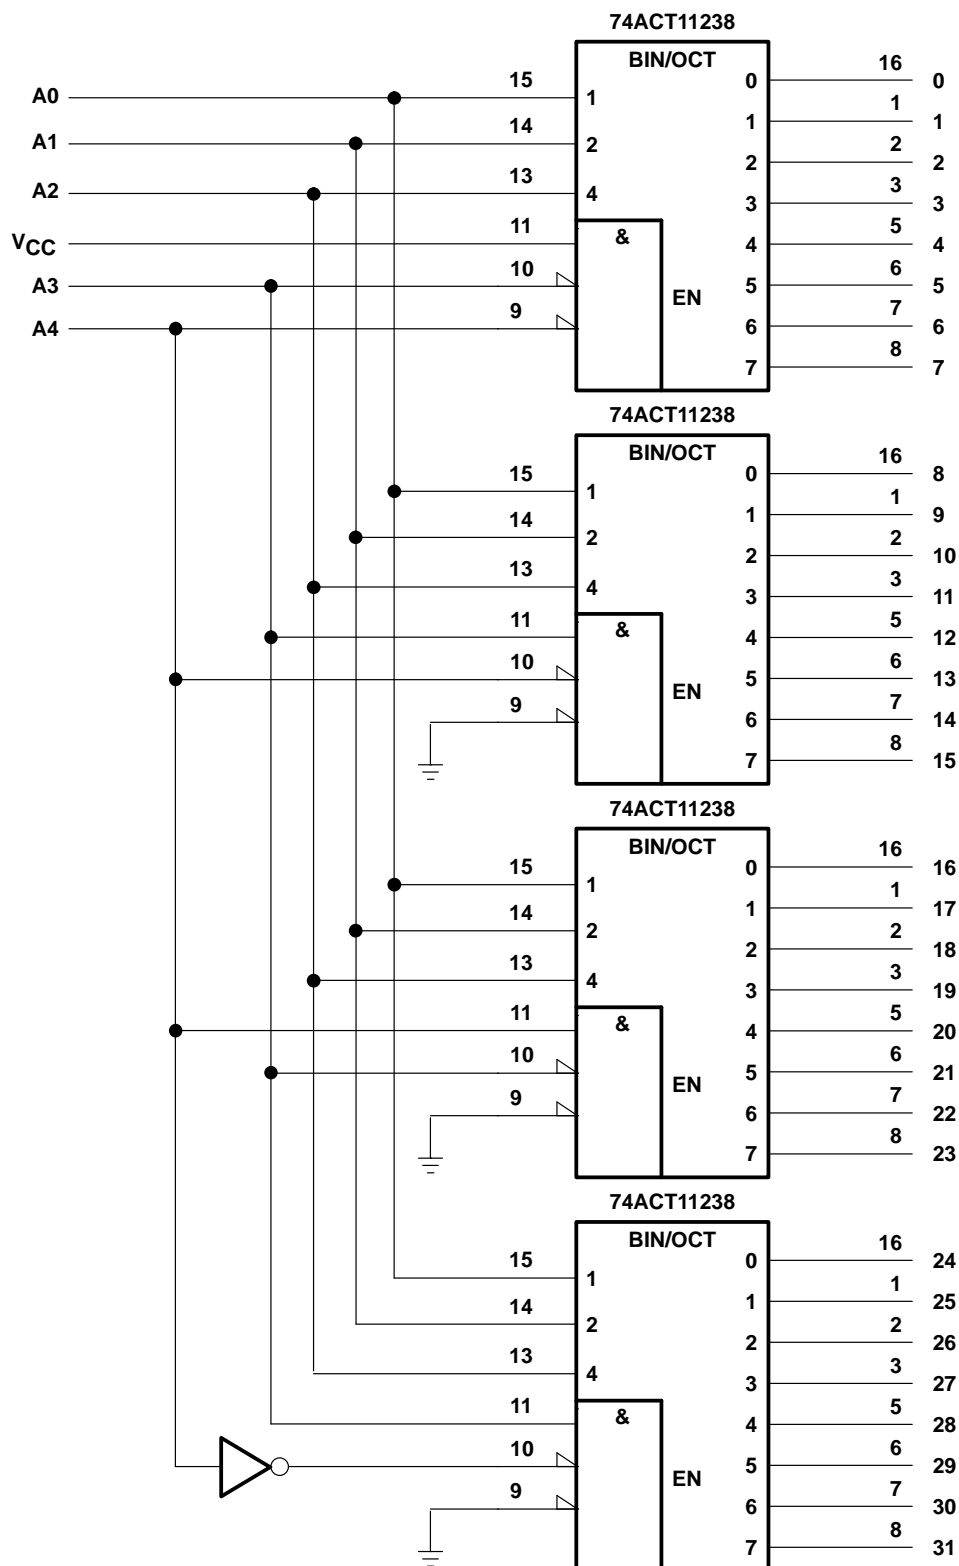 74ACT11238
BIN/OCT
A0 15 1 0 16 0
A1 14 2 1 1 1
A2 13 4 2 2 2
3 3 3
VCC 11 & 4 5 4
A3 10 EN 5 6 5
A4 9 6 7 6
7 8 7
74ACT11238
BIN/OCT
15 1 0 16 8
14 2 1 1 9
13 4 2 2 10
3 3 11
11 & 4 5 12
10 EN 5 6 13
9 6 7 14
7 8 15
74ACT11238
BIN/OCT
15 1 0 16 16
14 2 1 1 17
13 4 2 2 18
3 3 19
11 & 4 5 20
10 EN 5 6 21
9 6 7 22
7 8 23
74ACT11238
BIN/OCT
15 1 0 16 24
14 2 1 1 25
13 4 2 2 26
3 3 27
11 & 4 5 28
10 EN 5 6 29
9 6 7 30
7 8 31